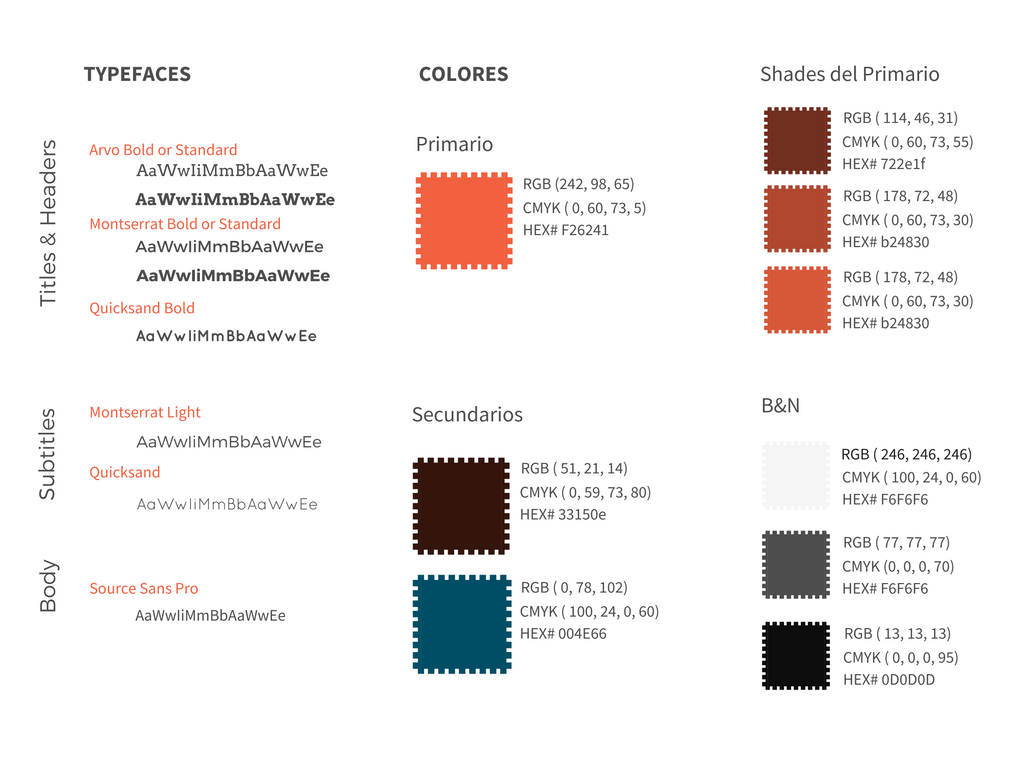 TYPEFACES
Titles & Headers
Arvo Bold or Standard
AaWwIiMmBbAaWwEe
AaWwIiMmBbAaWwEe
Montserrat Bold or Standard
AaWwIiMmBbAaWwEe
AaWwIiMmBbAaWwEe
Quicksand Bold
AaWwIiMmBbAaWwEe
Subtitles
Montserrat Light
AaWwIiMmBbAaWwEe
Quicksand
AaWwIiMmBbAaWwEe
Body
Source Sans Pro
AaWwIiMmBbAaWwEe
COLORES
Primario
RGB (242, 98, 65)
CMYK ( 0, 60, 73, 5)
HEX# F26241
Secundarios
RGB ( 51, 21, 14)
CMYK ( 0, 59, 73, 80)
HEX# 33150e
RGB ( 0, 78, 102)
CMYK ( 100, 24, 0, 60)
HEX# 004E66
Shades del Primario
RGB ( 114, 46, 31)
CMYK ( 0, 60, 73, 55)
HEX# 722e1f
RGB ( 178, 72, 48)
CMYK ( 0, 60, 73, 30)
HEX# b24830
RGB ( 178, 72, 48)
CMYK ( 0, 60, 73, 30)
HEX# b24830
B&N
RGB ( 246, 246, 246)
CMYK ( 100, 24, 0, 60)
HEX# F6F6F6
RGB ( 77, 77, 77)
CMYK (0, 0, 0, 70)
HEX# F6F6F6
RGB ( 13, 13, 13)
CMYK ( 0, 0, 0, 95)
HEX# 0D0D0D